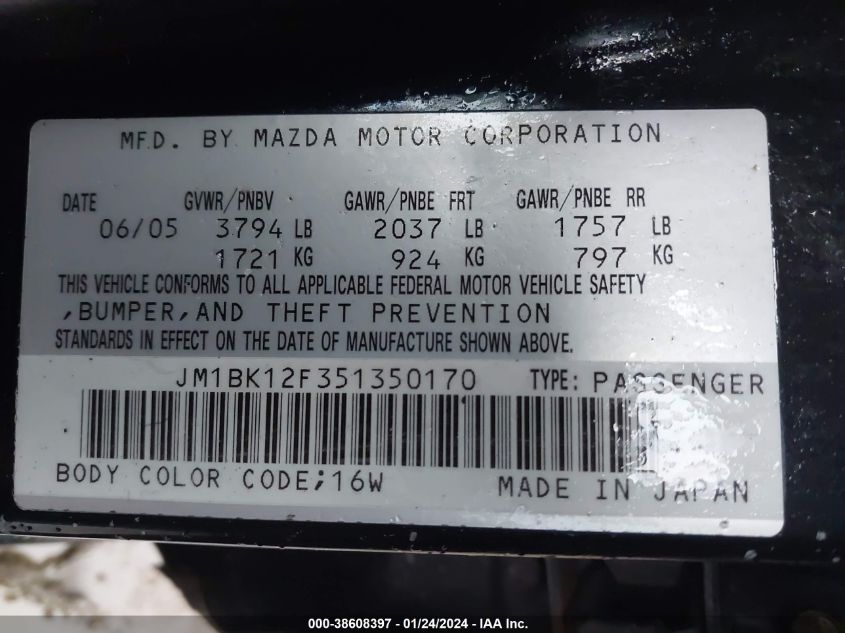 MFD. BY MAZDA MOTOR CORPORATION
DATE GVWR/PNBV GAWR/PNBE FRT GAWR/PNBE RR
06/05 3794 LB 2037 LB 1757 LB
1721 KG 924 KG 797 KG
THIS VEHICLE CONFORMS TO ALL APPLICABLE FEDERAL MOTOR VEHICLE SAFETY
,BUMPER,AND THEFT PREVENTION
STANDARDS IN EFFECT ON THE DATE OF MANUFACTURE SHOWN ABOVE.
JM1BK12F351350170 TYPE: PASSENGER
BODY COLOR CODE;16W MADE IN JAPAN
000-38608397 - 01/24/2024 - IAA Inc.